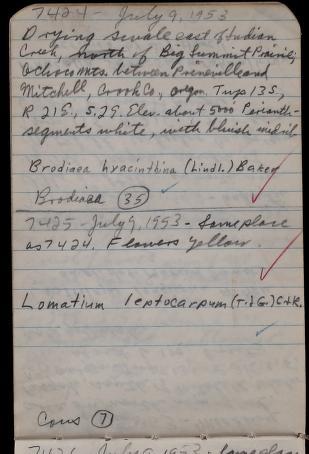 7424 - July 9, 1953
Drying swale east of Indian
Creek, north of Big Summit Prairie,
Ochoco Mts. between Prineville and
Mitchell, Crook Co., Oregon. Twp 13S,
R 21E., S.29. Elev. about 5000' Perianth-
segments white, with bluish midrib-
Brodiaea hyacinthina (Lindl.) Baker
Brodiaea 35
7425 - July 9, 1953 - Same place
as 7424. Flowers yellow.
Lomatium leptocarpum (T.&G.) C&R.
Cous 7
7426 July 9, 1953 - Same place